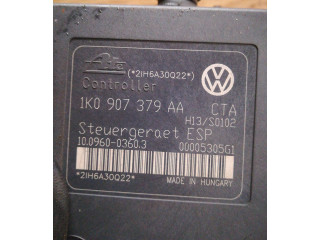 Ate
(*2IH6A30Q22*)
Controller
1K0 907 379 AA CTA
H13/S0102
Steuergeraet ESP
10.0960-0360.3 00005305G1
*2IH6A30Q22*
MADE IN HUNGARY